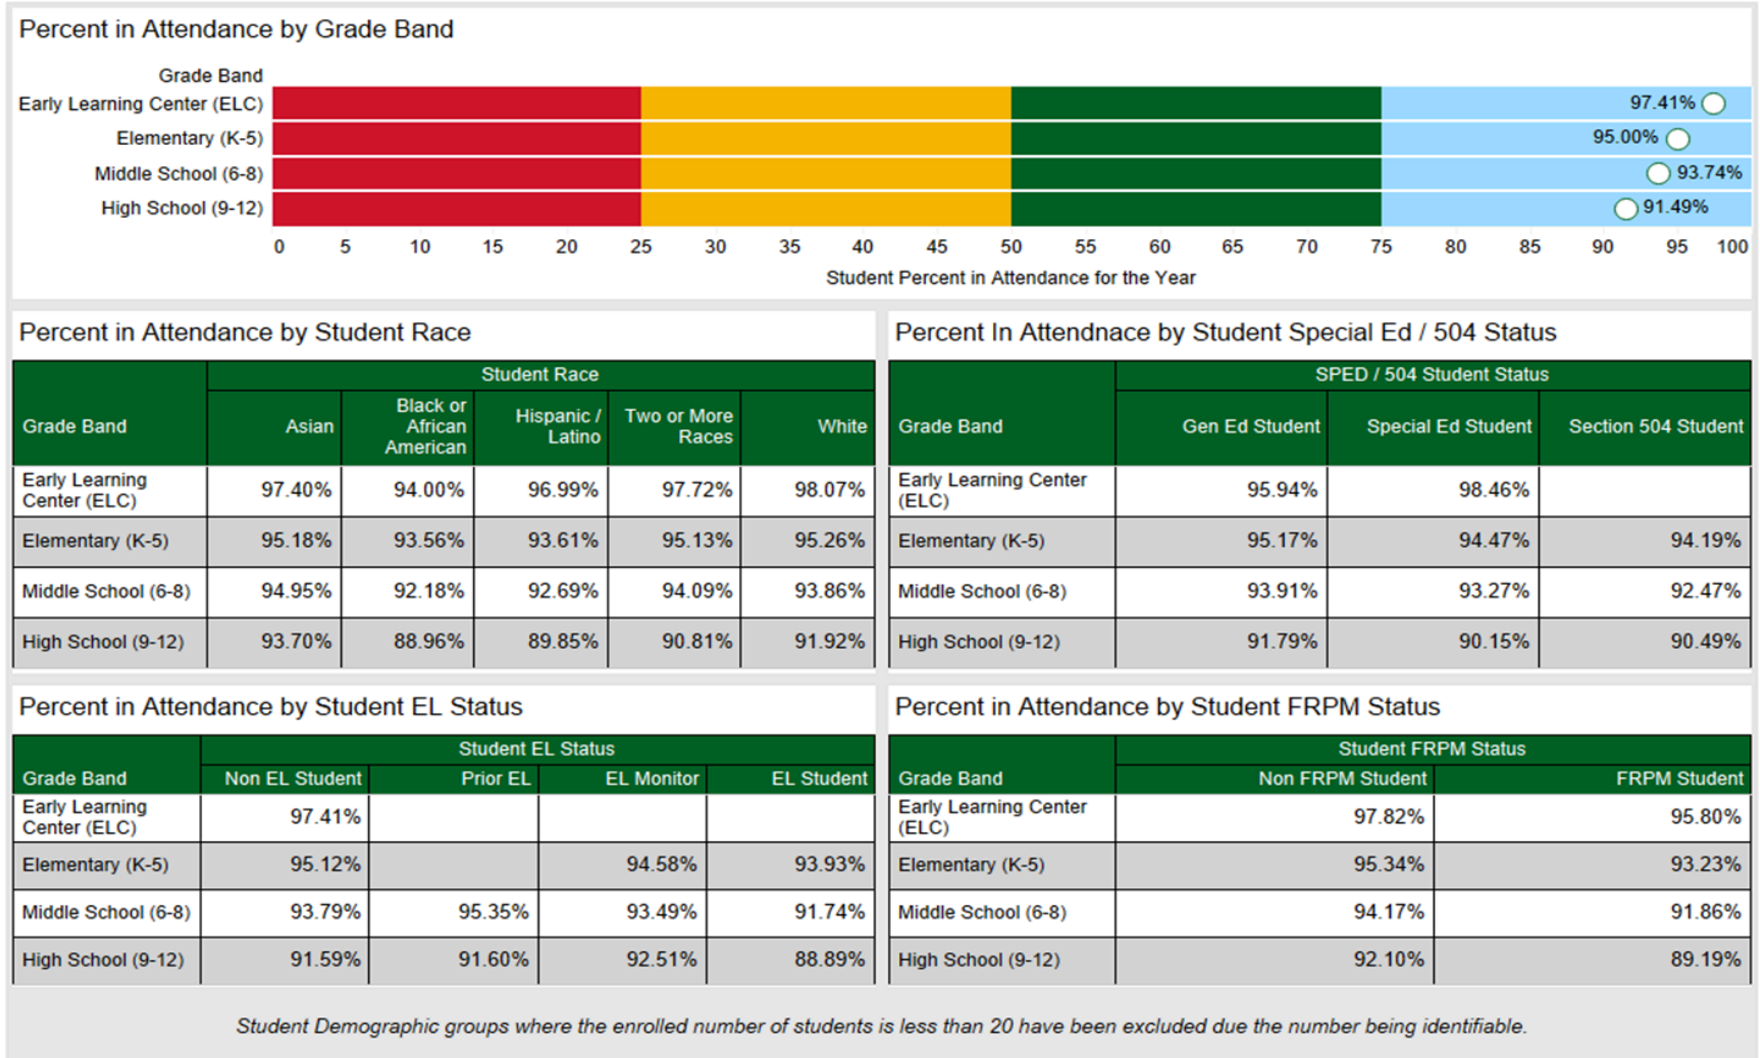 Percent in Attendance by Grade Band
Grade Band
Early Learning Center (ELC) 97.41%
Elementary (K-5) 95.00%
Middle School (6-8) 93.74%
High School (9-12) 91.49%
0 5 10 15 20 25 30 35 40 45 50 55 60 65 70 75 80 85 90 95 100
Student Percent in Attendance for the Year
Percent in Attendance by Student Race
Student Race
Grade Band Asian Black or African American Hispanic / Latino Two or More Races White
Early Learning Center (ELC) 97.40% 94.00% 96.99% 97.72% 98.07%
Elementary (K-5) 95.18% 93.56% 93.61% 95.13% 95.26%
Middle School (6-8) 94.95% 92.18% 92.69% 94.09% 93.86%
High School (9-12) 93.70% 88.96% 89.85% 90.81% 91.92%
Percent In Attendnace by Student Special Ed / 504 Status
SPED / 504 Student Status
Grade Band Gen Ed Student Special Ed Student Section 504 Student
Early Learning Center (ELC) 95.94% 98.46%
Elementary (K-5) 95.17% 94.47% 94.19%
Middle School (6-8) 93.91% 93.27% 92.47%
High School (9-12) 91.79% 90.15% 90.49%
Percent in Attendance by Student EL Status
Student EL Status
Grade Band Non EL Student Prior EL EL Monitor EL Student
Early Learning Center (ELC) 97.41%
Elementary (K-5) 95.12% 94.58% 93.93%
Middle School (6-8) 93.79% 95.35% 93.49% 91.74%
High School (9-12) 91.59% 91.60% 92.51% 88.89%
Percent in Attendance by Student FRPM Status
Student FRPM Status
Grade Band Non FRPM Student FRPM Student
Early Learning Center (ELC) 97.82% 95.80%
Elementary (K-5) 95.34% 93.23%
Middle School (6-8) 94.17% 91.86%
High School (9-12) 92.10% 89.19%
Student Demographic groups where the enrolled number of students is less than 20 have been excluded due the number being identifiable.